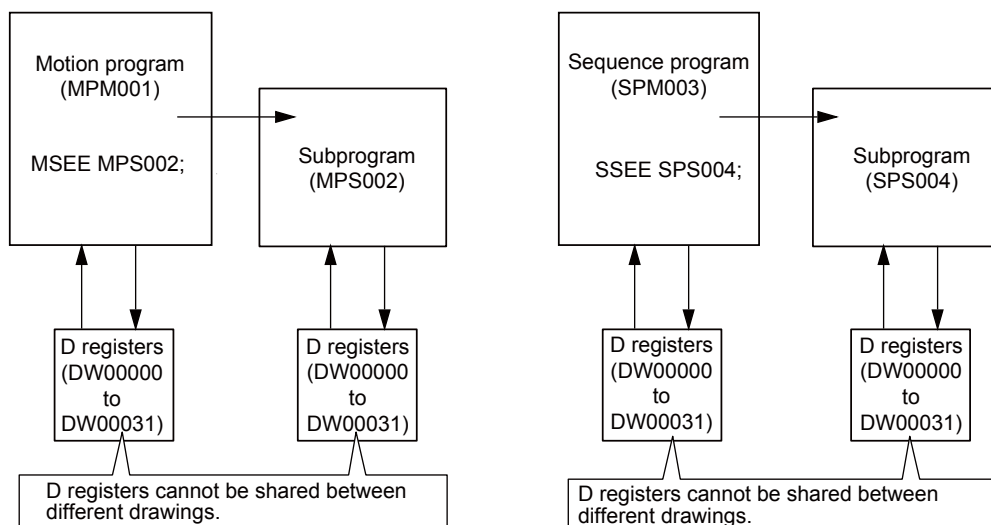 Motion program
(MPM001)
MSEE MPS002;
Subprogram
(MPS002)
D registers
(DW00000
to
DW00031)
D registers
(DW00000
to
DW00031)
D registers cannot be shared between
different drawings.
Sequence program
(SPM003)
SSEE SPS004;
Subprogram
(SPS004)
D registers
(DW00000
to
DW00031)
D registers
(DW00000
to
DW00031)
D registers cannot be shared between
different drawings.